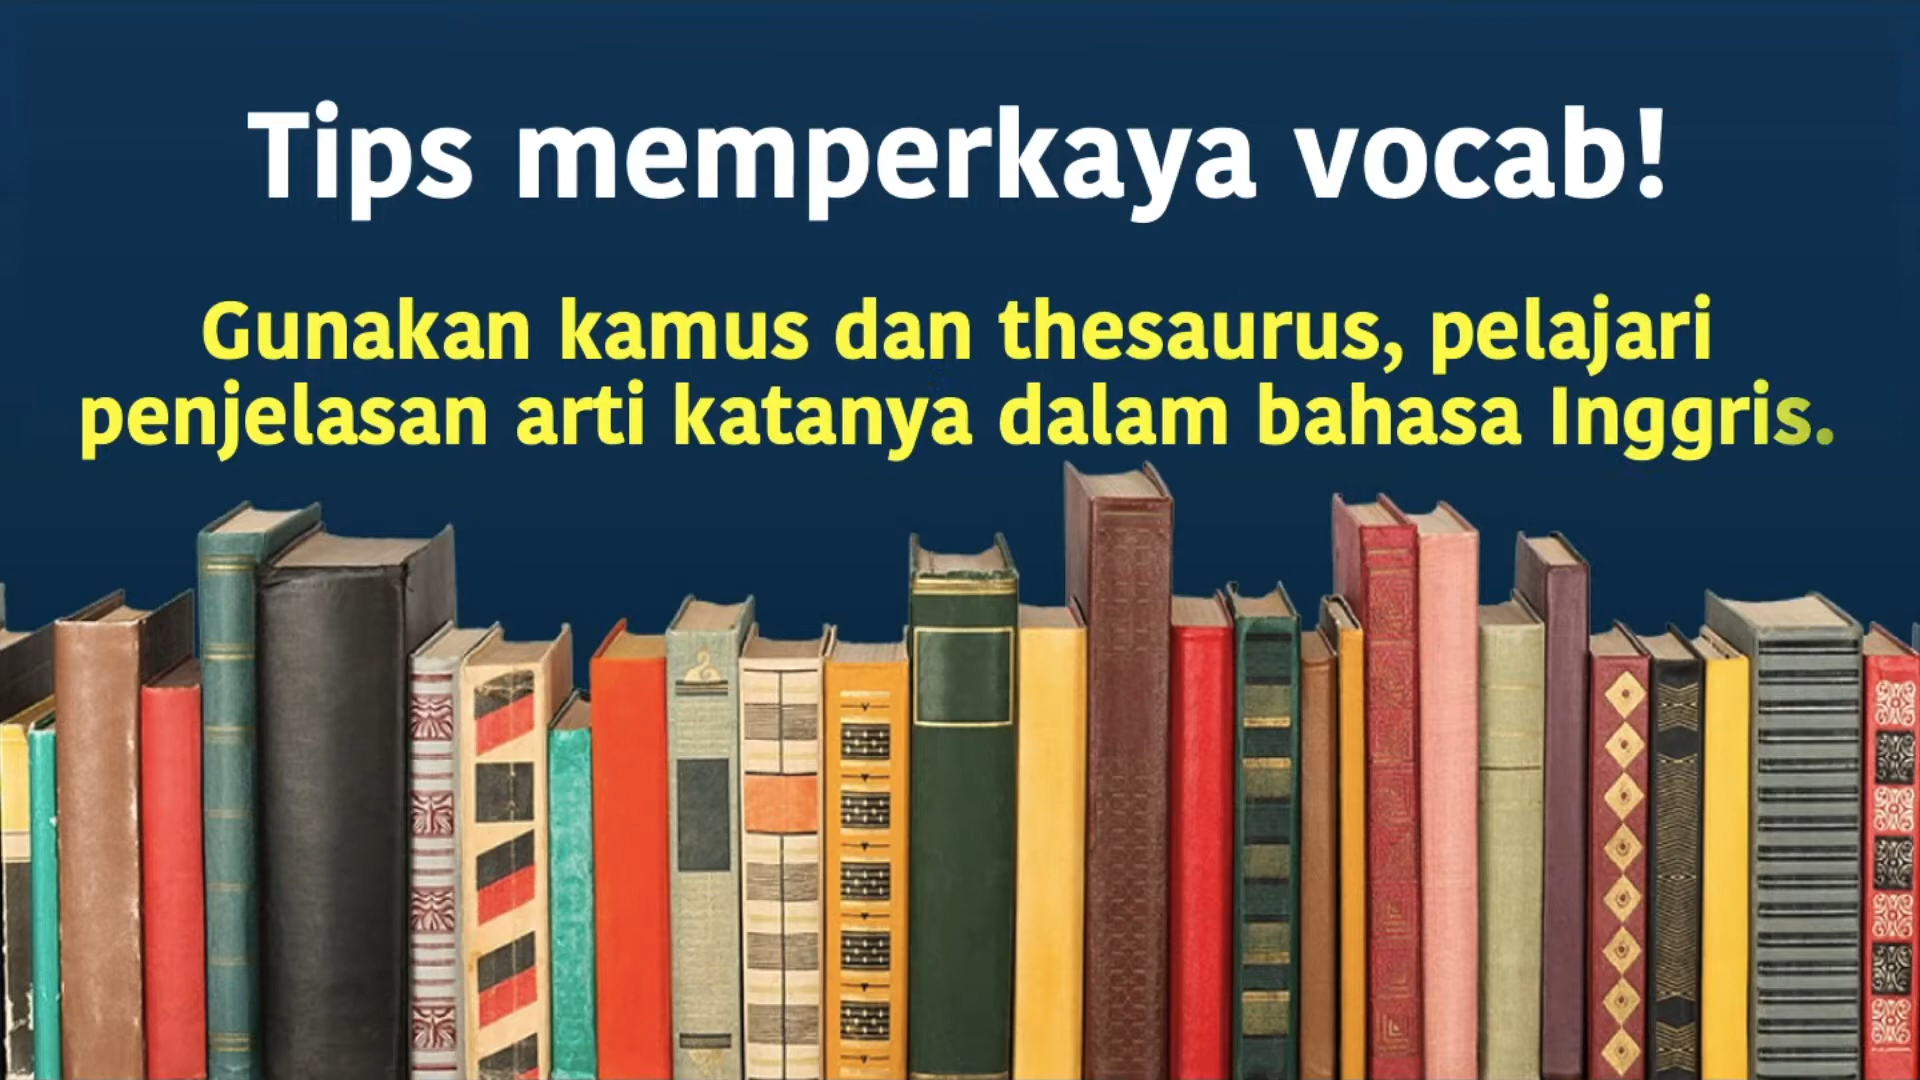 Tips memperkaya vocab!
Gunakan kamus dan thesaurus, pelajari
penjelasan arti katanya dalam bahasa Inggris.